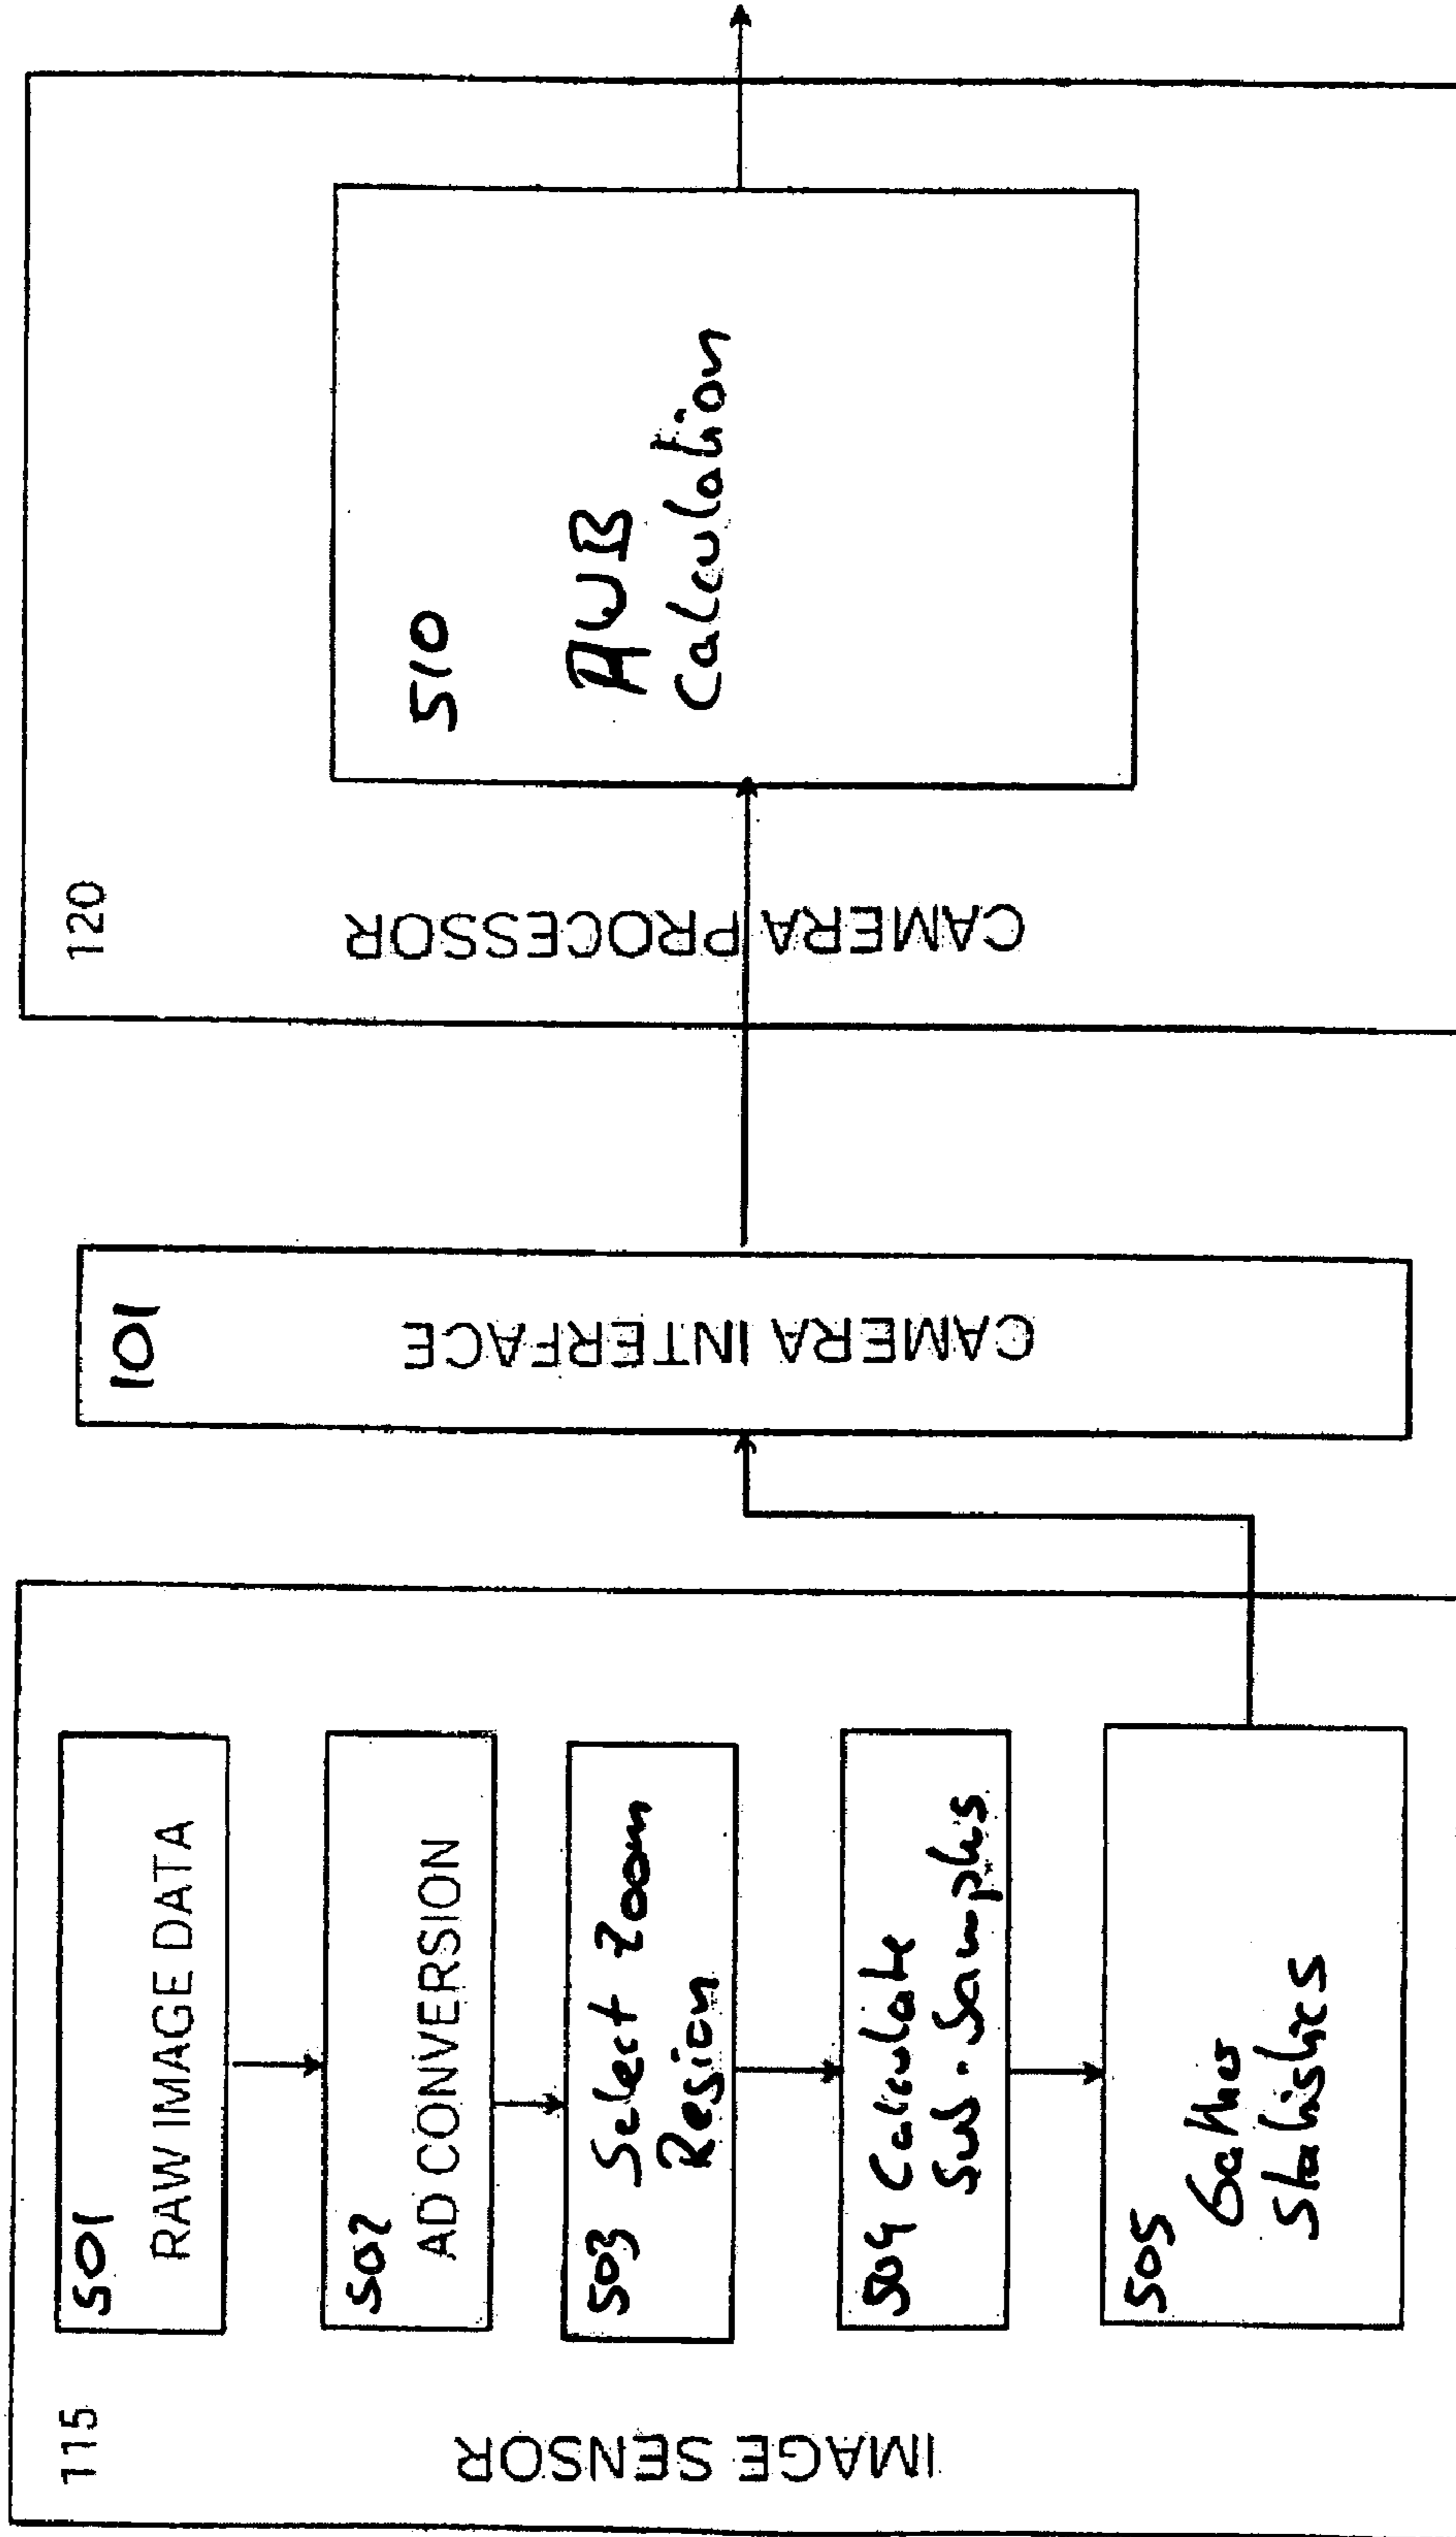 115
IMAGE SENSOR
501
RAW IMAGE DATA
502
AD CONVERSION
503 Select Zoom
Region
504 Calculate
Sub-Samples
505
Gather
Statistics
101
CAMERA INTERFACE
120
CAMERA PROCESSOR
510
AWB
Calculation